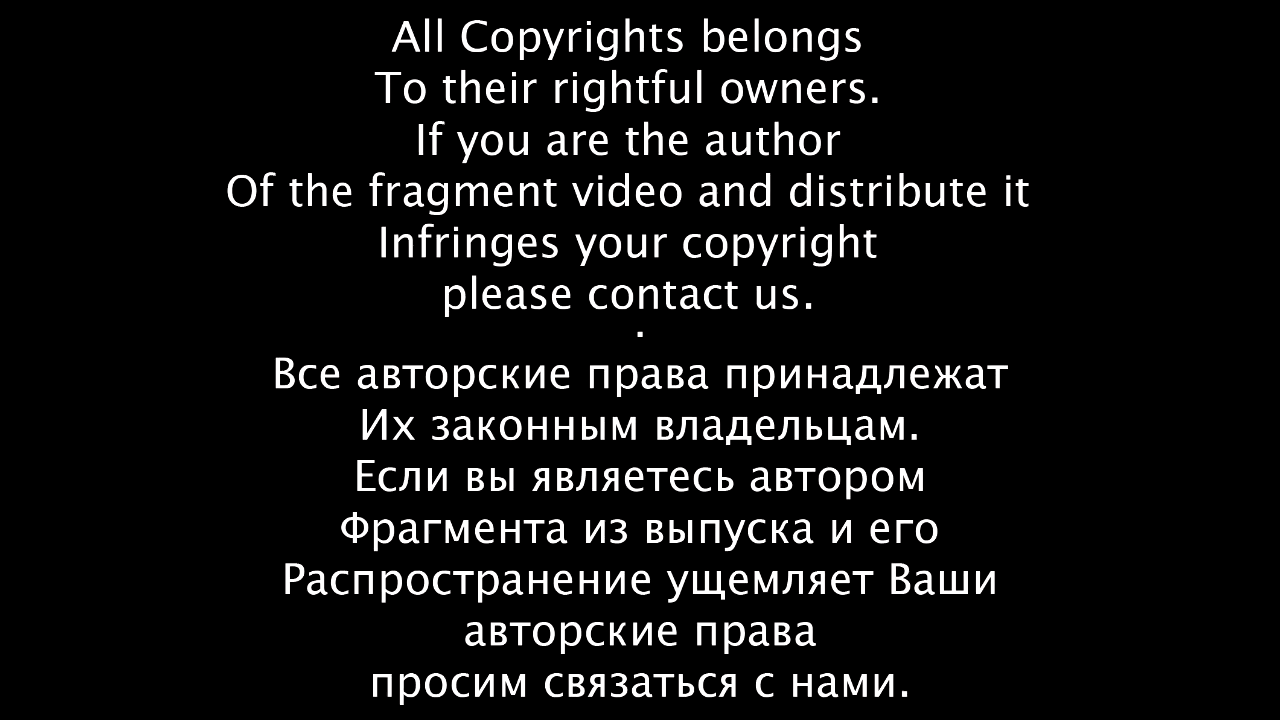 All Copyrights belongs
To their rightful owners.
If you are the author
Of the fragment video and distribute it
Infringes your copyright
please contact us.
.
Все авторские права принадлежат
Их законным владельцам.
Если вы являетесь автором
Фрагмента из выпуска и его
Распространение ущемляет Ваши
авторские права
просим связаться с нами.